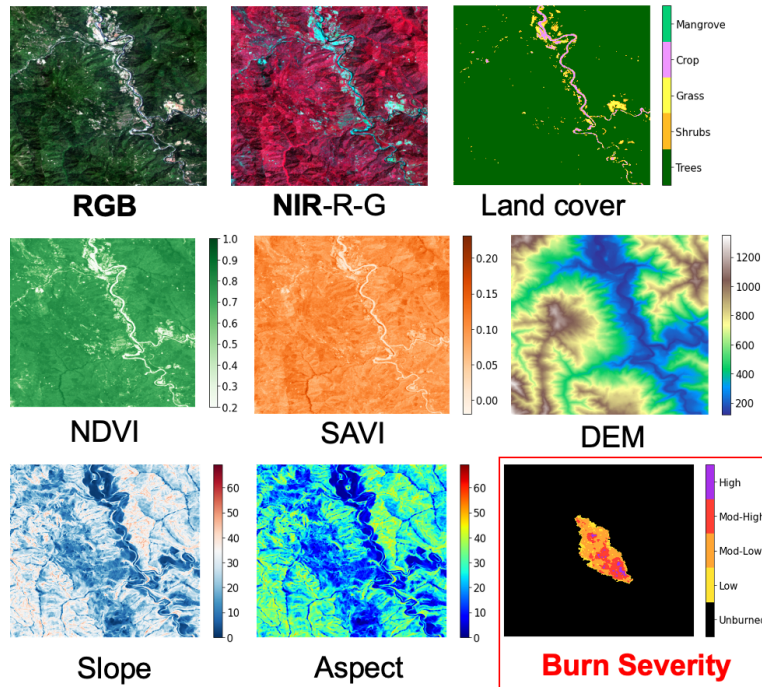 Mangrove
Crop
Grass
Shrubs
Trees
RGB
NIR-R-G
Land cover
1.0
0.9
0.8
0.7
0.6
0.5
0.4
0.3
0.2
0.20
0.15
0.10
0.05
0.00
1200
1000
800
600
400
200
NDVI
SAVI
DEM
60
50
40
30
20
10
0
60
50
40
30
20
10
0
High
Mod-High
Mod-Low
Low
Unburned
Slope
Aspect
Burn Severity